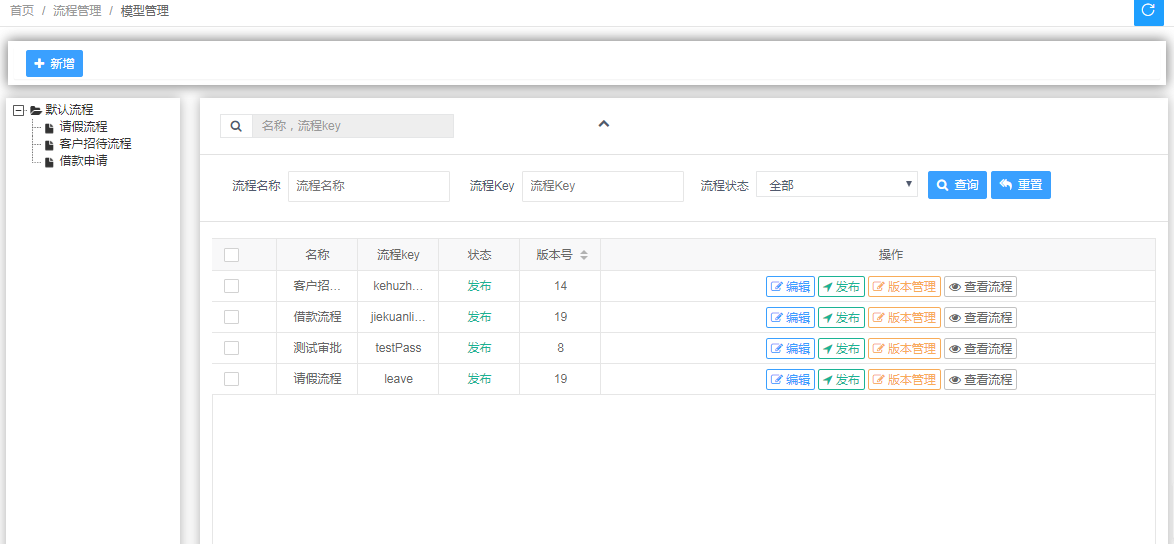 首页 / 流程管理 / 模型管理
新增
默认流程
请假流程
客户招待流程
借款申请
名称，流程key
流程名称 流程名称 流程Key 流程Key 流程状态 全部 查询 重置
名称 流程key 状态 版本号 操作
客户招... kehuzh... 发布 14 编辑 发布 版本管理 查看流程
借款流程 jiekuanli... 发布 19 编辑 发布 版本管理 查看流程
测试审批 testPass 发布 8 编辑 发布 版本管理 查看流程
请假流程 leave 发布 19 编辑 发布 版本管理 查看流程